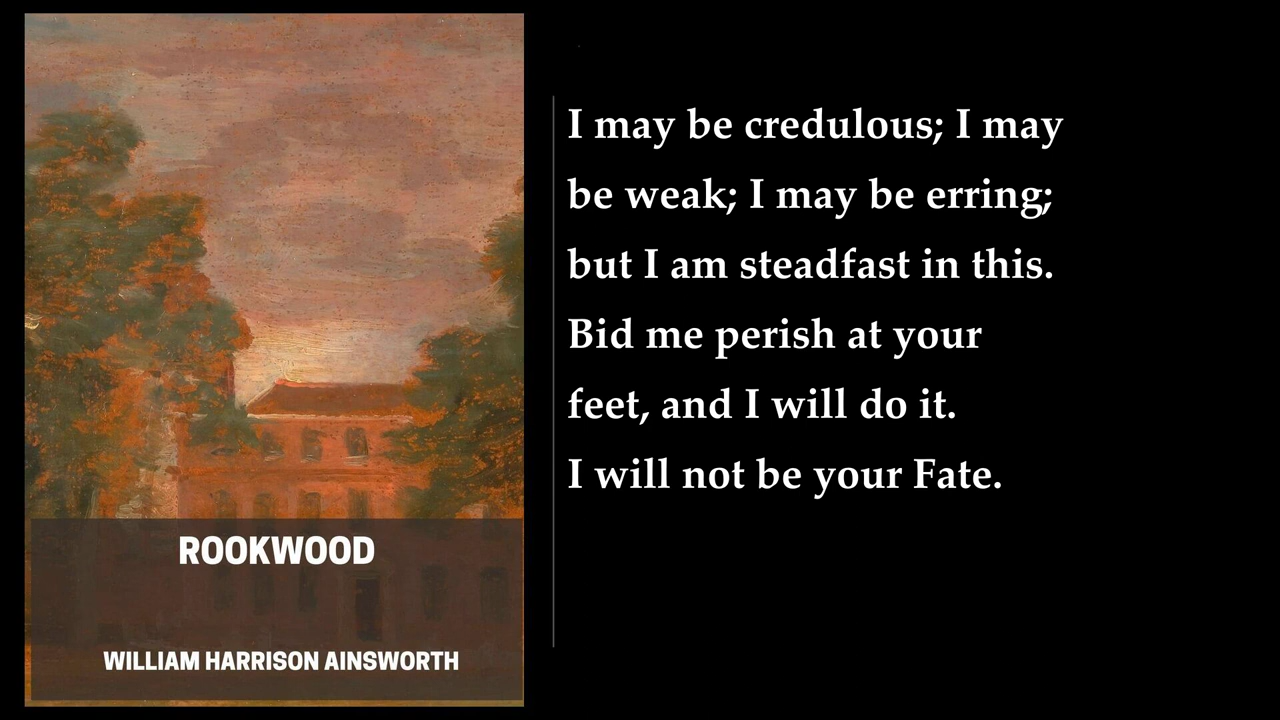 ROOKWOOD
WILLIAM HARRISON AINSWORTH
I may be credulous; I may
be weak; I may be erring;
but I am steadfast in this.
Bid me perish at your
feet, and I will do it.
I will not be your Fate.